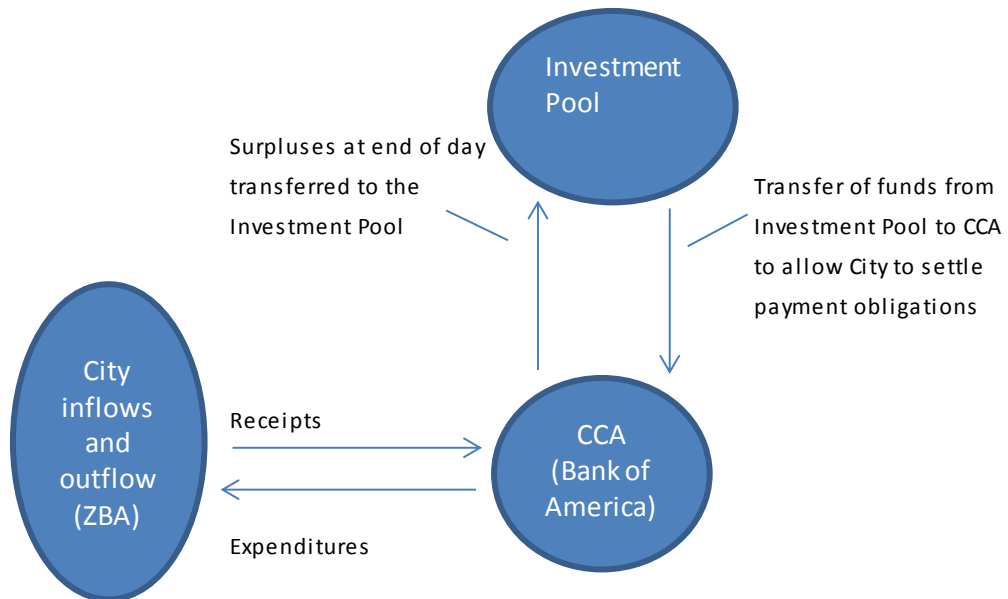 Investment
Pool
Surpluses at end of day
transferred to the
Investment Pool
Transfer of funds from
Investment Pool to CCA
to allow City to settle
payment obligations
City
inflows
and
outflow
(ZBA)
Receipts
Expenditures
CCA
(Bank of
America)